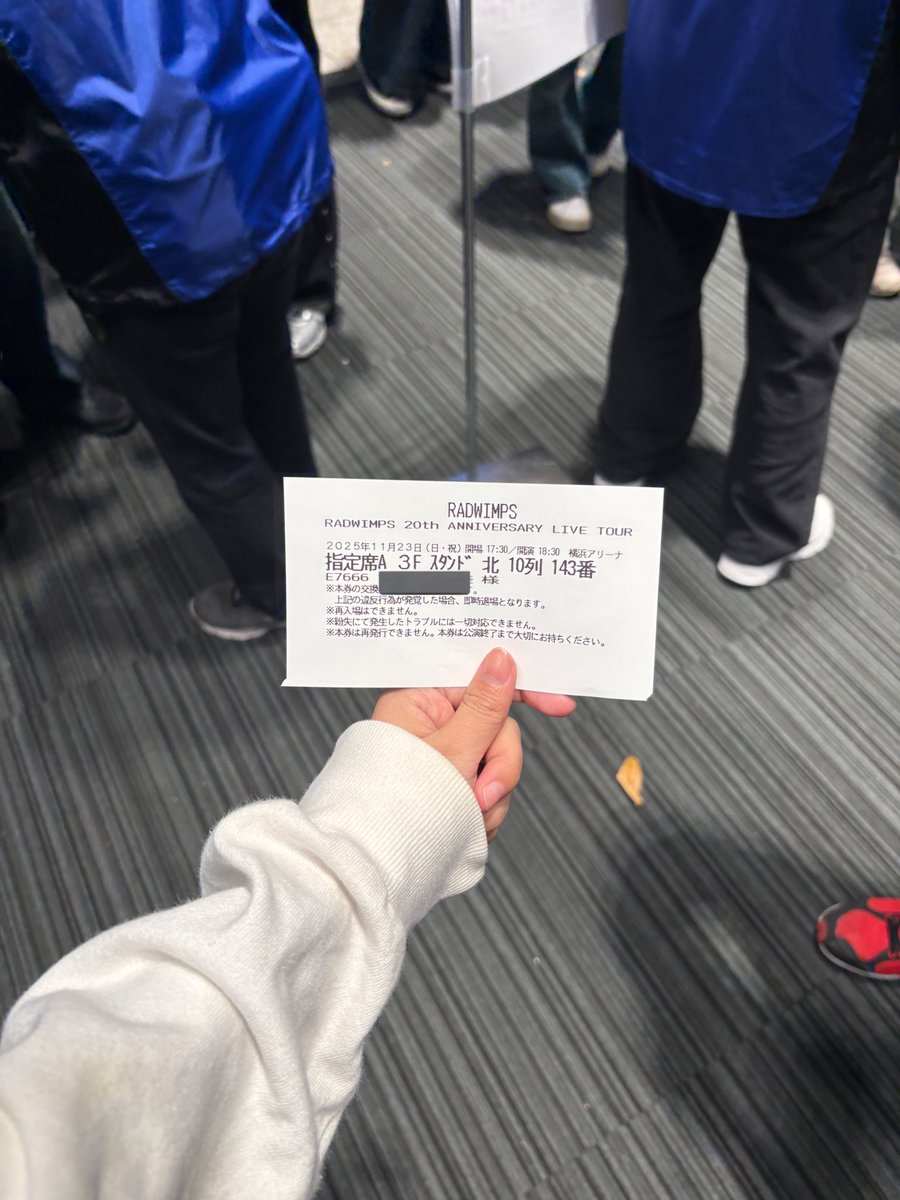 RADWIMPS
RADWIMPS 20th ANNIVERSARY LIVE TOUR
2025年11月23日(日・祝) 開場 17:30/開演 18:30 横浜アリーナ
指定席A 3F ｽﾀﾝﾄﾞ 北 10列 143番
E7666 様
※本券の交換 。
上記の違反行為が発覚した場合、即時退場となります。
※再入場はできません。
※紛失にて発生したトラブルには一切対応できません。
※本券は再発行できません。本券は公演終了まで大切にお持ちください。